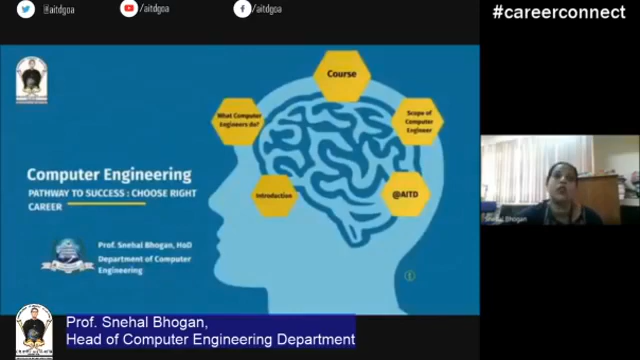 @aitdgoa
/aitdgoa
/aitdgoa
#careerconnect
Course
What Computer
Engineers do?
Scope of
Computer
Engineer
Introduction
@AITD
Computer Engineering
PATHWAY TO SUCCESS : CHOOSE RIGHT
CAREER
Prof. Snehal Bhogan, HoD
Department of Computer
Engineering
Snehal Bhogan
Prof. Snehal Bhogan,
Head of Computer Engineering Department